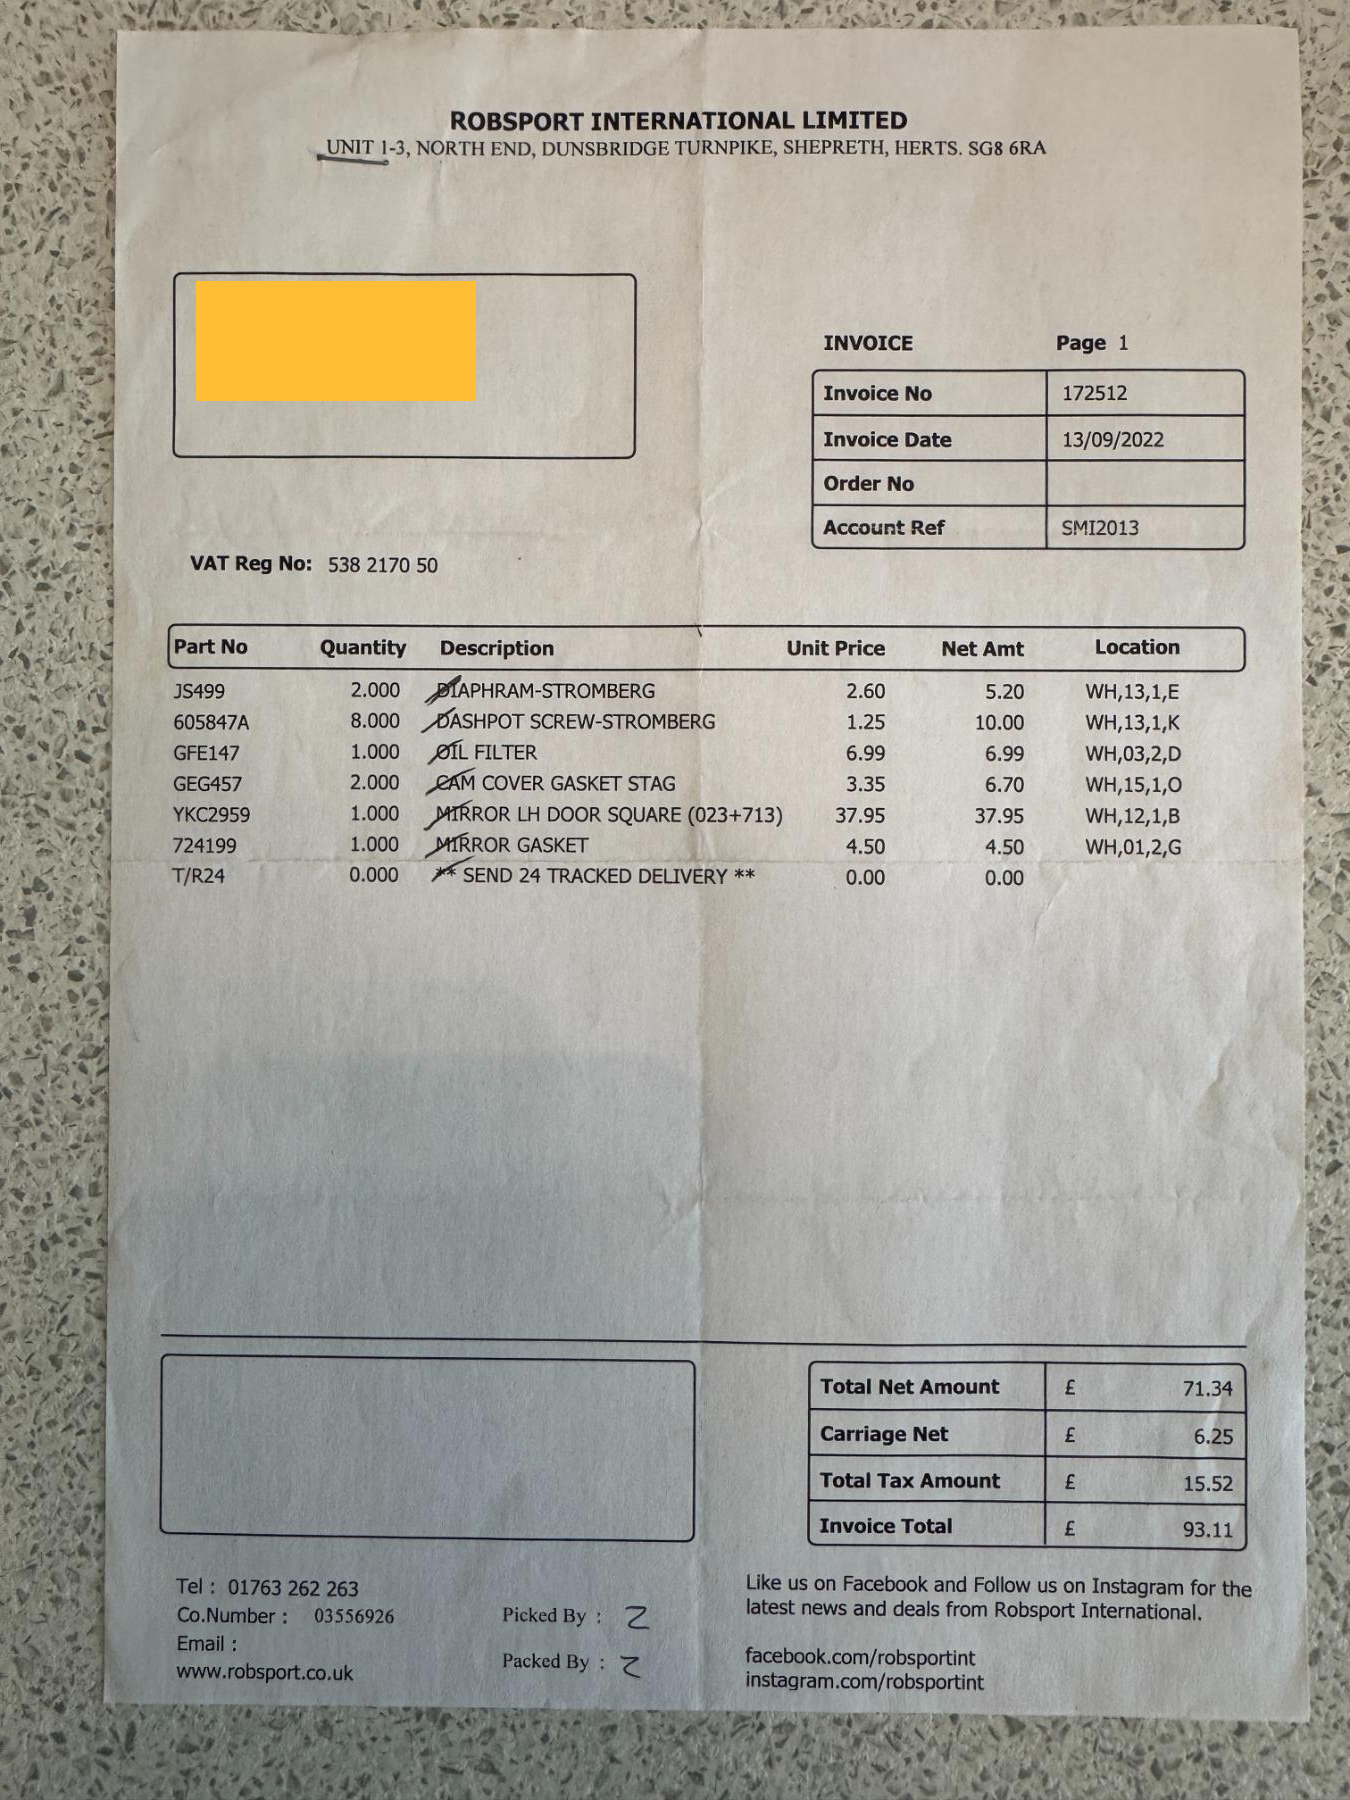 ROBSPORT INTERNATIONAL LIMITED
UNIT 1-3, NORTH END, DUNSBRIDGE TURNPIKE, SHEPRETH, HERTS. SG8 6RA
INVOICE Page 1
Invoice No 172512
Invoice Date 13/09/2022
Order No
Account Ref SMI2013
VAT Reg No: 538 2170 50
Part No Quantity Description Unit Price Net Amt Location
JS499 2.000 DIAPHRAM-STROMBERG 2.60 5.20 WH,13,1,E
605847A 8.000 DASHPOT SCREW-STROMBERG 1.25 10.00 WH,13,1,K
GFE147 1.000 OIL FILTER 6.99 6.99 WH,03,2,D
GEG457 2.000 CAM COVER GASKET STAG 3.35 6.70 WH,15,1,O
YKC2959 1.000 MIRROR LH DOOR SQUARE (023+713) 37.95 37.95 WH,12,1,B
724199 1.000 MIRROR GASKET 4.50 4.50 WH,01,2,G
T/R24 0.000 ** SEND 24 TRACKED DELIVERY ** 0.00 0.00
Total Net Amount £ 71.34
Carriage Net £ 6.25
Total Tax Amount £ 15.52
Invoice Total £ 93.11
Tel : 01763 262 263
Co.Number : 03556926
Email :
www.robsport.co.uk
Picked By : Z
Packed By : Z
Like us on Facebook and Follow us on Instagram for the
latest news and deals from Robsport International.
facebook.com/robsportint
instagram.com/robsportint